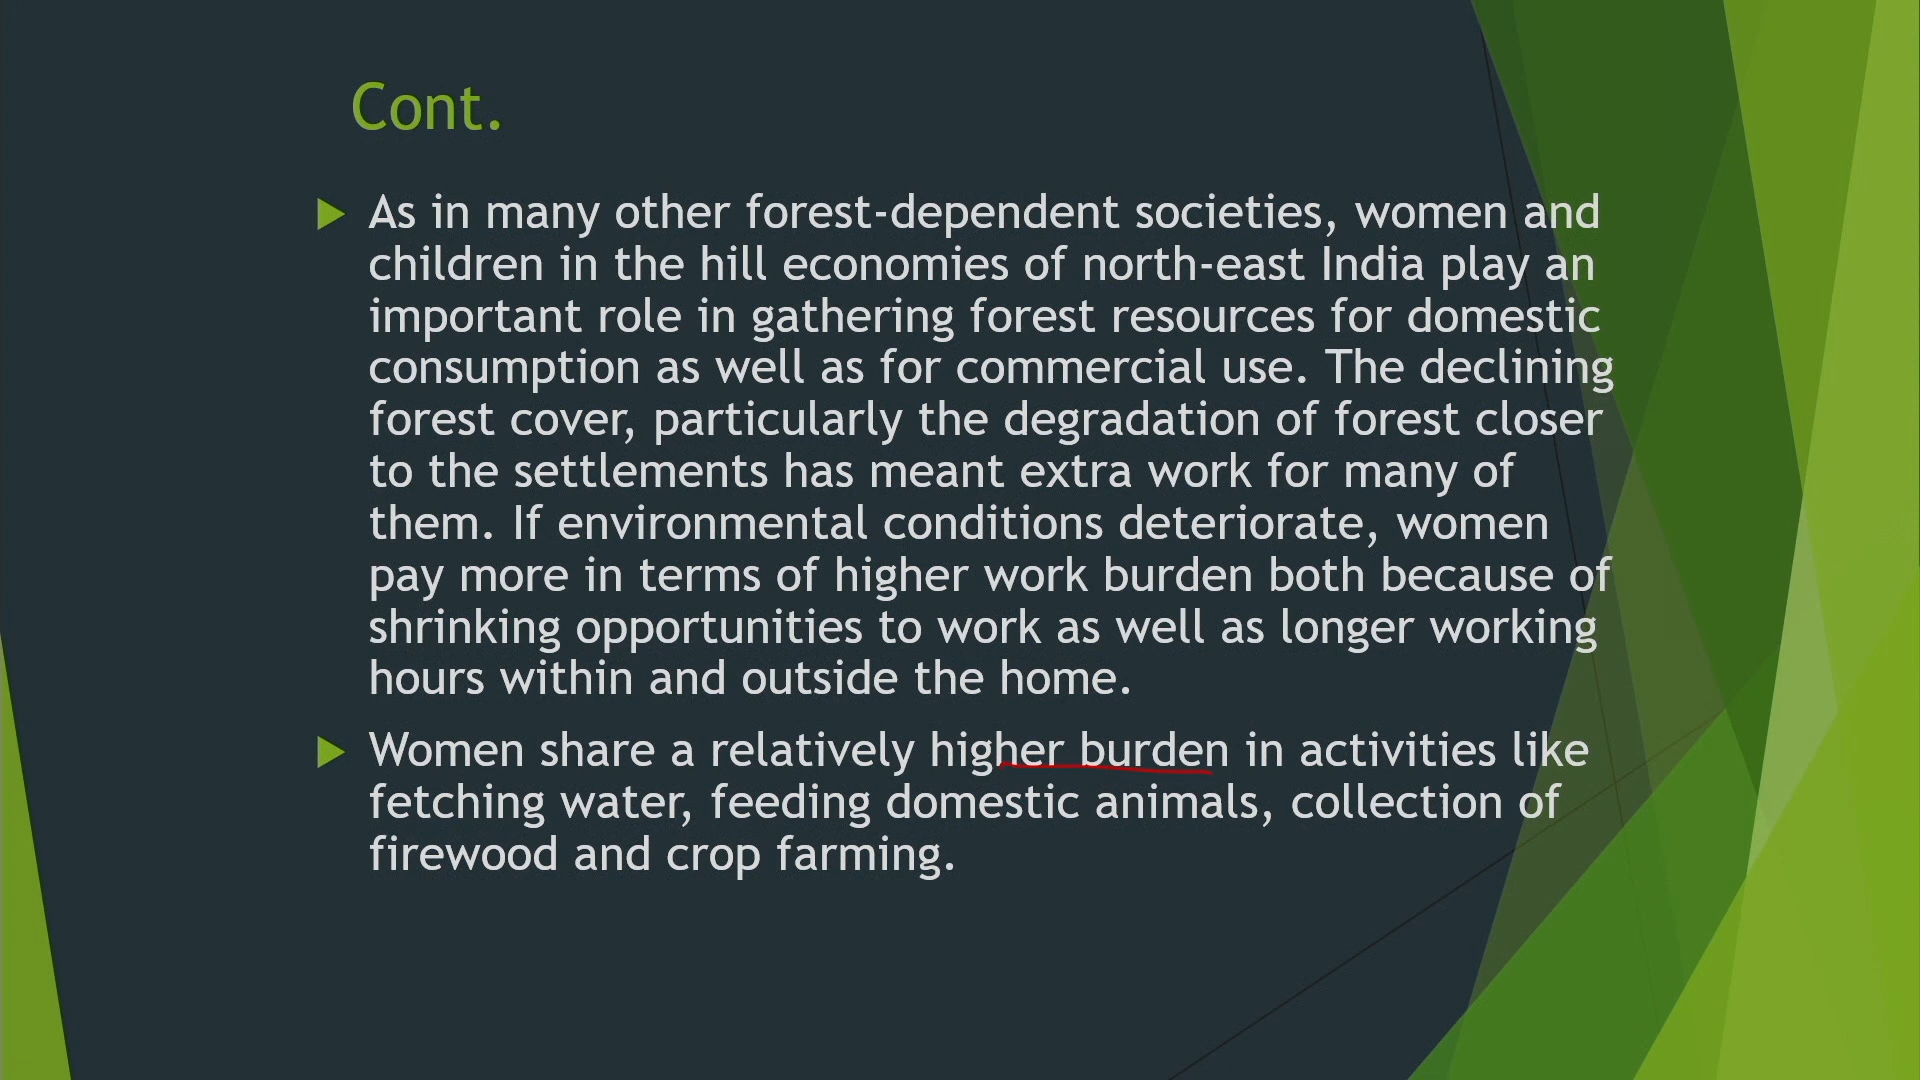 Cont.
As in many other forest-dependent societies, women and
children in the hill economies of north-east India play an
important role in gathering forest resources for domestic
consumption as well as for commercial use. The declining
forest cover, particularly the degradation of forest closer
to the settlements has meant extra work for many of
them. If environmental conditions deteriorate, women
pay more in terms of higher work burden both because of
shrinking opportunities to work as well as longer working
hours within and outside the home.
Women share a relatively higher burden in activities like
fetching water, feeding domestic animals, collection of
firewood and crop farming.